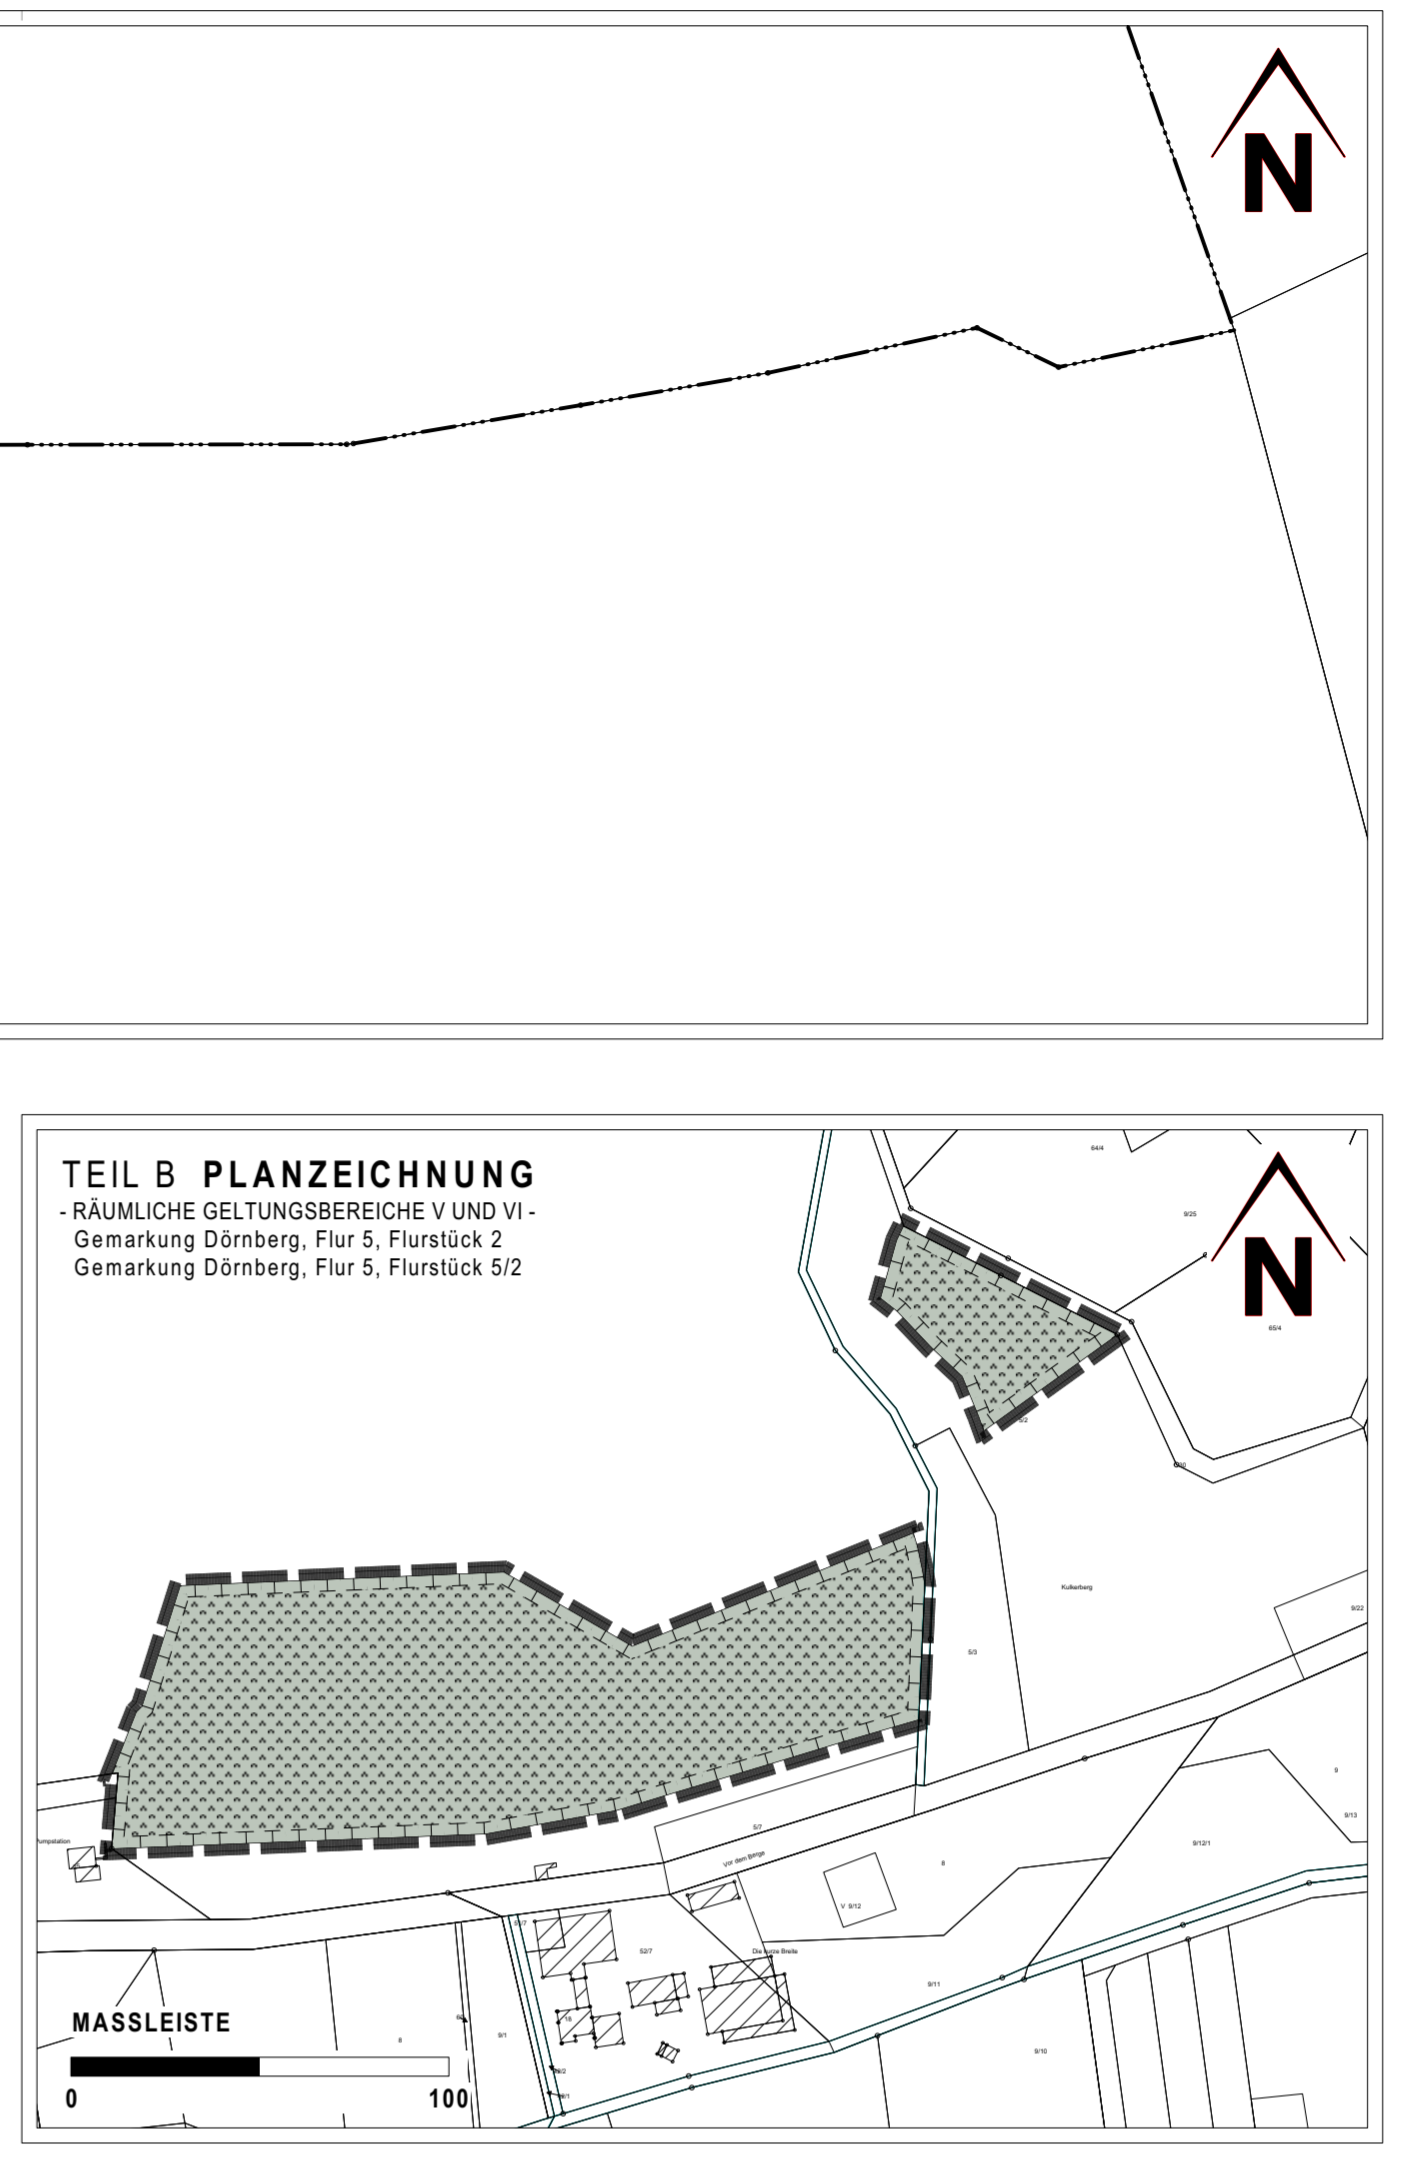 N
TEIL B PLANZEICHNUNG
- RÄUMLICHE GELTUNGSBEREICHE V UND VI -
Gemarkung Dörnberg, Flur 5, Flurstück 2
Gemarkung Dörnberg, Flur 5, Flurstück 5/2
N
64/4
9/25
65/4
Kulkerberg
9/22
5/3
9
9/13
5/7
Vor dem Berge
8
9/12/1
V 9/12
52/7
Die kurze Breite
9/11
18
9/1
8
9/10
MASSLEISTE
0 100